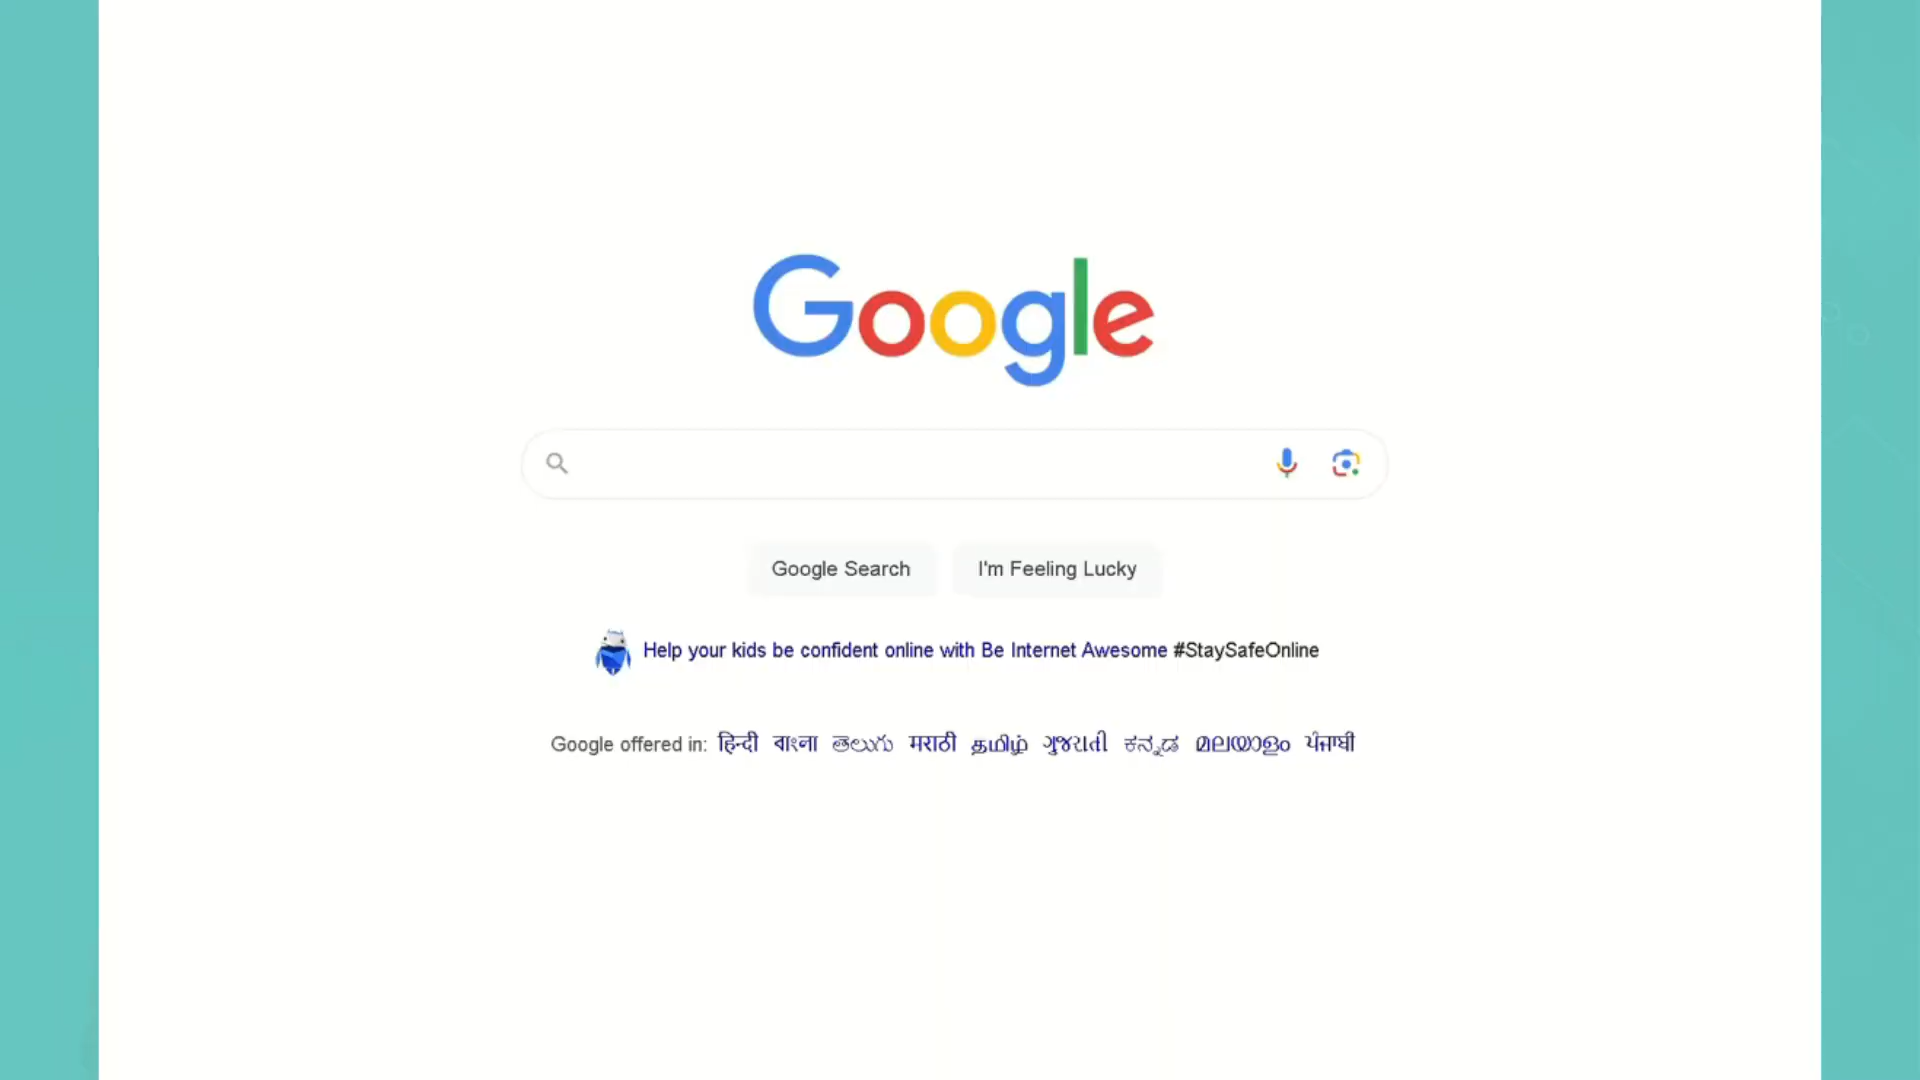 Google
Google Search
I'm Feeling Lucky
Help your kids be confident online with Be Internet Awesome #StaySafeOnline
Google offered in: हिन्दी বাংলা తెలుగు मराठी தமிழ் ગુજરાતી ಕನ್ನಡ മലയാളം ਪੰਜਾਬੀ